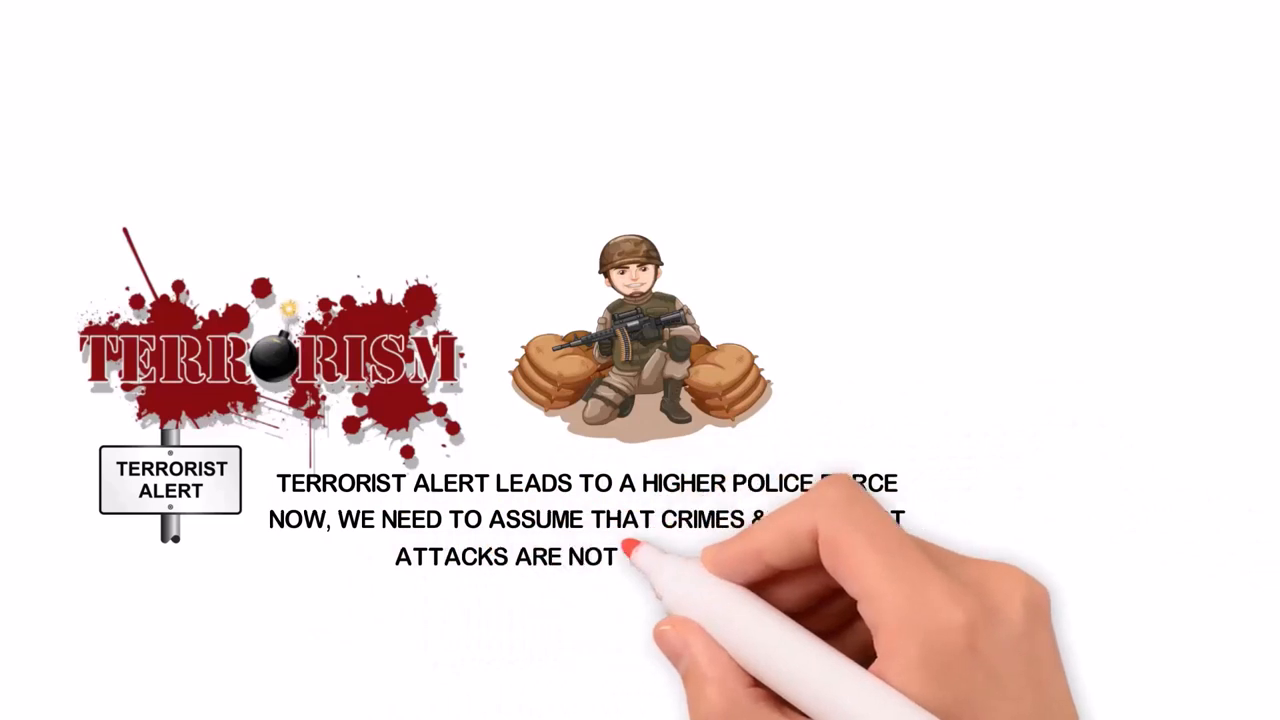 TERRORISM
TERRORIST
ALERT
TERRORIST ALERT LEADS TO A HIGHER POLICE
NOW, WE NEED TO ASSUME THAT CRIMES &
ATTACKS ARE NOT